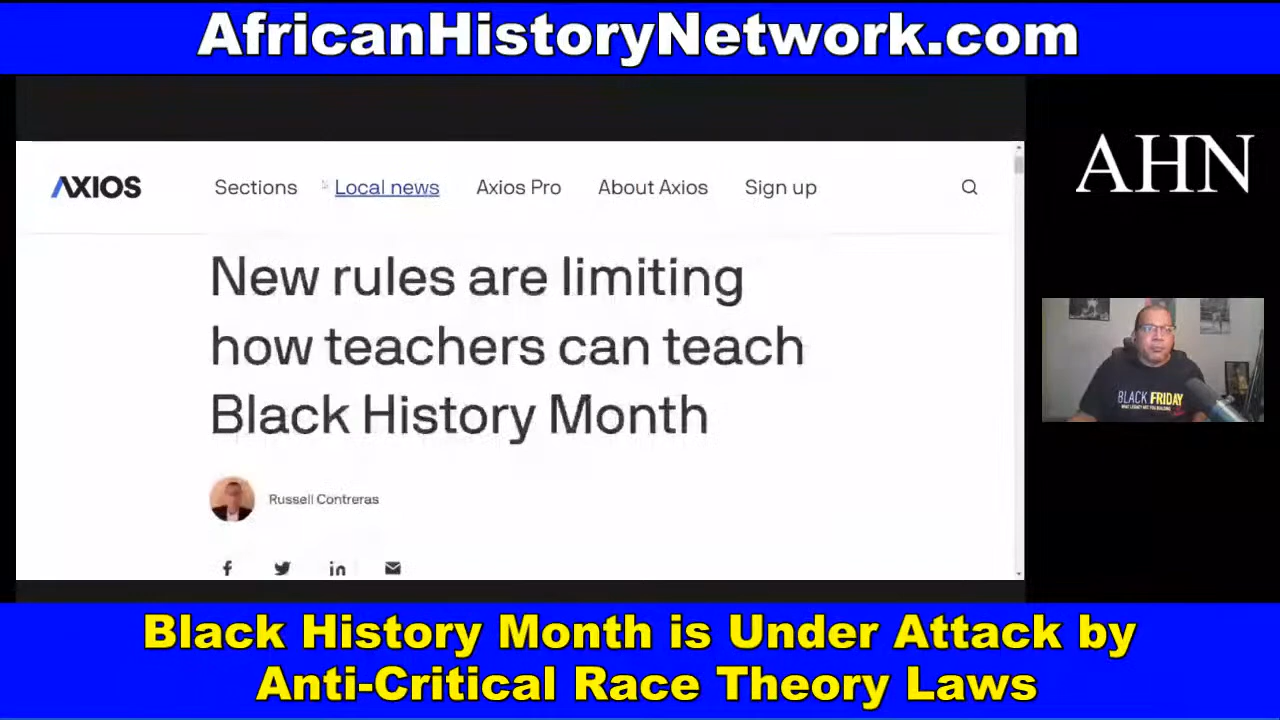 AfricanHistoryNetwork.com
AXIOS
Sections
Local news
Axios Pro
About Axios
Sign up
AHN
New rules are limiting
how teachers can teach
Black History Month
BLACK FRIDAY
Russell Contreras
Black History Month is Under Attack by
Anti-Critical Race Theory Laws